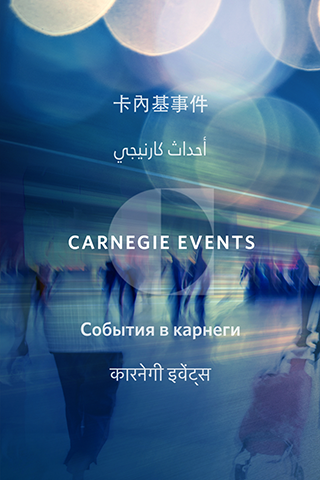 卡內基事件
أحداث كارنيجي
CARNEGIE EVENTS
События в карнеги
कारनेगी इवेंट्स